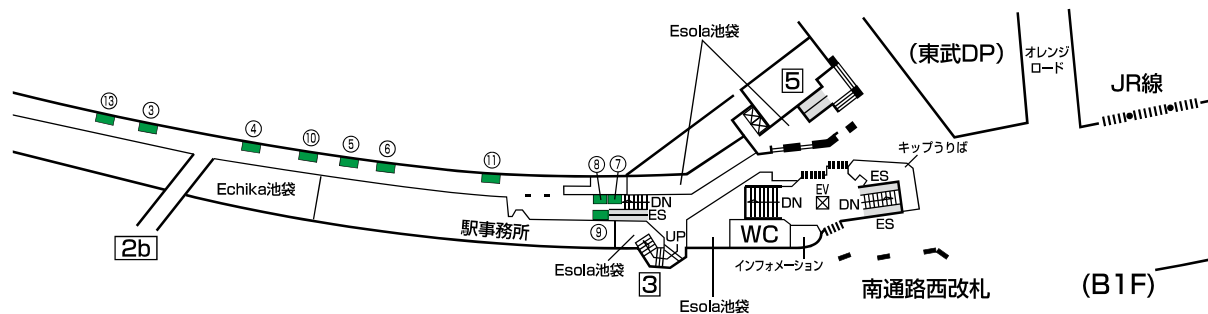 Esola池袋
5
(東武DP)
オレンジ
ロード
JR線
⑬
③
④
⑩
⑤
⑥
⑪
⑧
⑦
キップうりば
Echika池袋
DN
ES
DN
EV
ES
DN
ES
2b
駅事務所
⑨
UP
WC
Esola池袋
3
インフォメーション
Esola池袋
南通路西改札
(B1F)